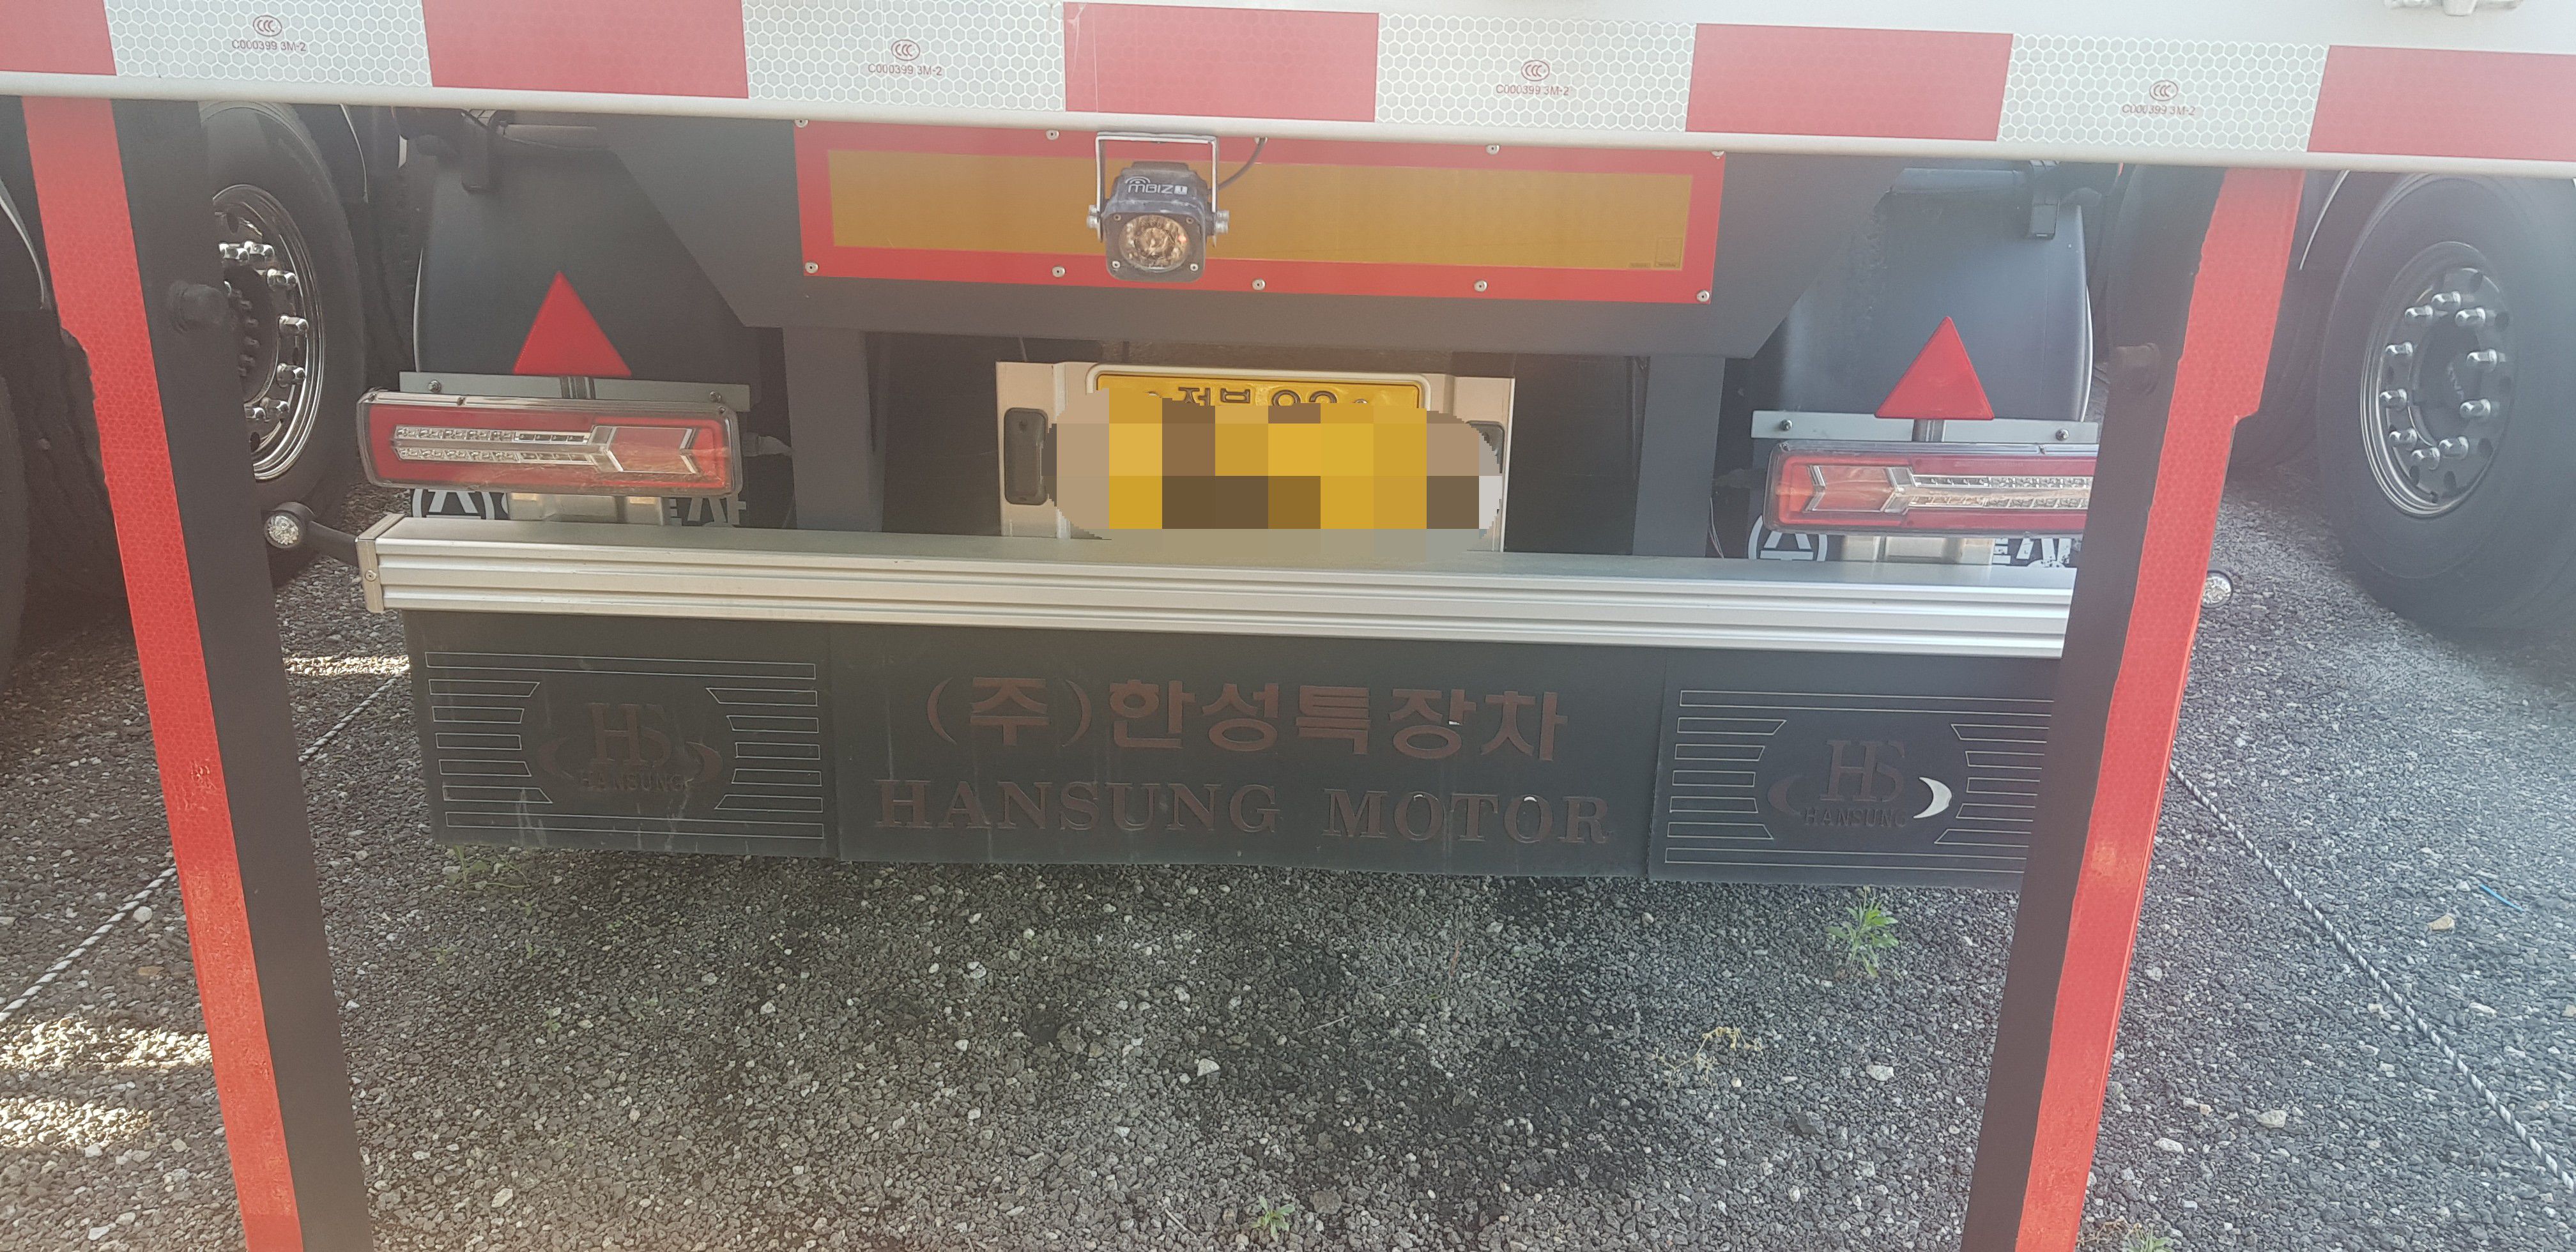 C000399 3M-2
C000399 3M-2
C000399 3M-2
C000399 3M-2
MBIZ
HS
HANSUNG
(주)한성특장차
HANSUNG MOTOR
HS
HANSUNG